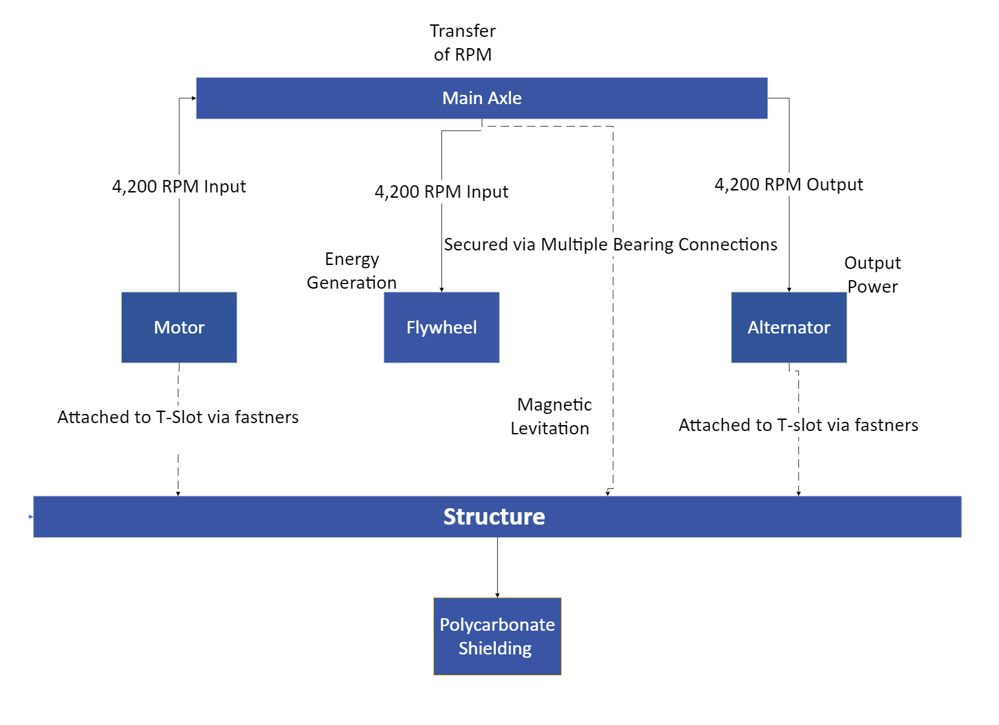 Transfer
of RPM
Main Axle
4,200 RPM Input
4,200 RPM Input
4,200 RPM Output
Secured via Multiple Bearing Connections
Energy
Generation
Output
Power
Motor
Flywheel
Alternator
Magnetic
Levitation
Attached to T-Slot via fastners
Attached to T-slot via fastners
Structure
Polycarbonate
Shielding